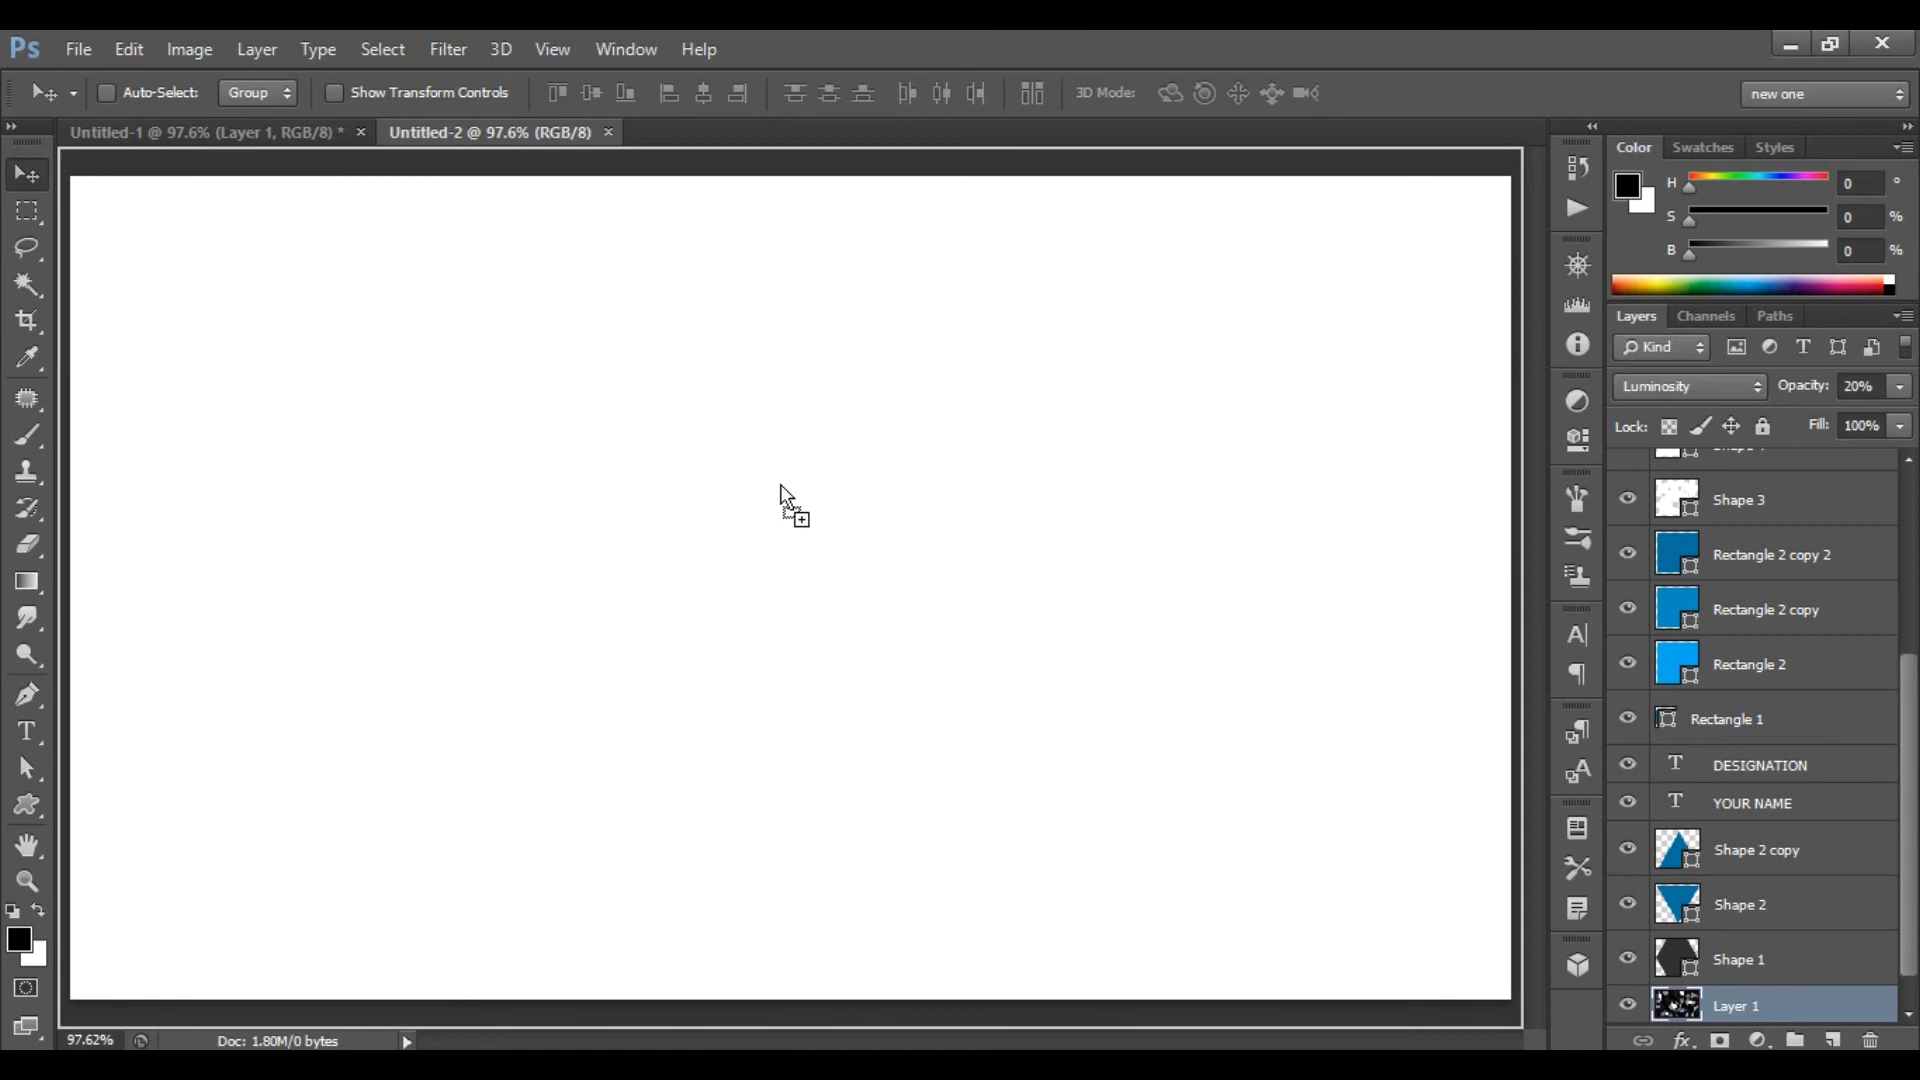 Ps File Edit Image Layer Type Select Filter 3D View Window Help
Auto-Select: Group Show Transform Controls 3D Mode: new one
Untitled-1 @ 97.6% (Layer 1, RGB/8) * × Untitled-2 @ 97.6% (RGB/8) ×
Color Swatches Styles
H 0 °
S 0 %
B 0 %
Layers Channels Paths
Kind
Luminosity Opacity: 20%
Lock: Fill: 100%
Shape 3
Rectangle 2 copy 2
Rectangle 2 copy
Rectangle 2
Rectangle 1
T DESIGNATION
T YOUR NAME
Shape 2 copy
Shape 2
Shape 1
Layer 1
fx
97.62% Doc: 1.80M/0 bytes